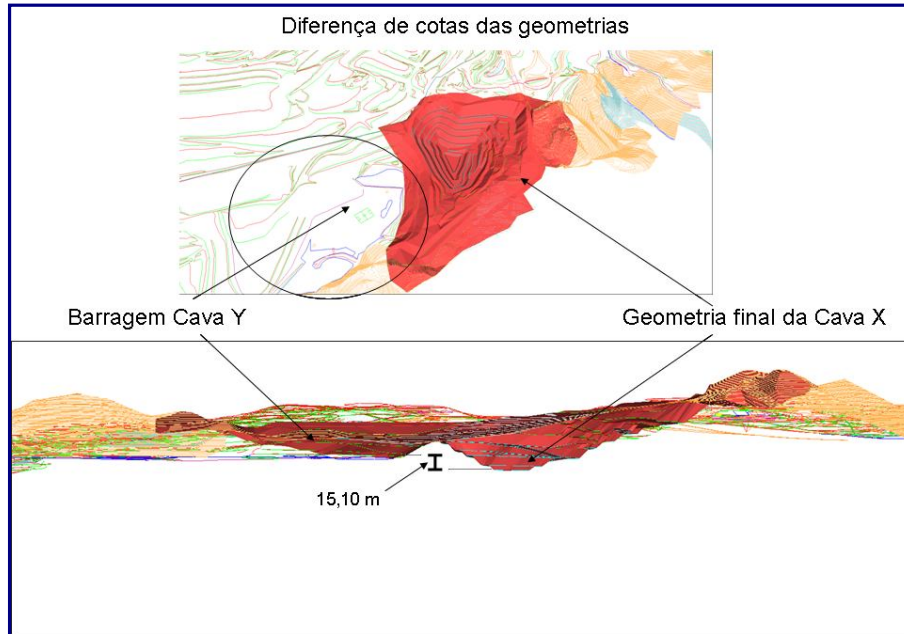 Diferença de cotas das geometrias
Barragem Cava Y
Geometria final da Cava X
15,10 m